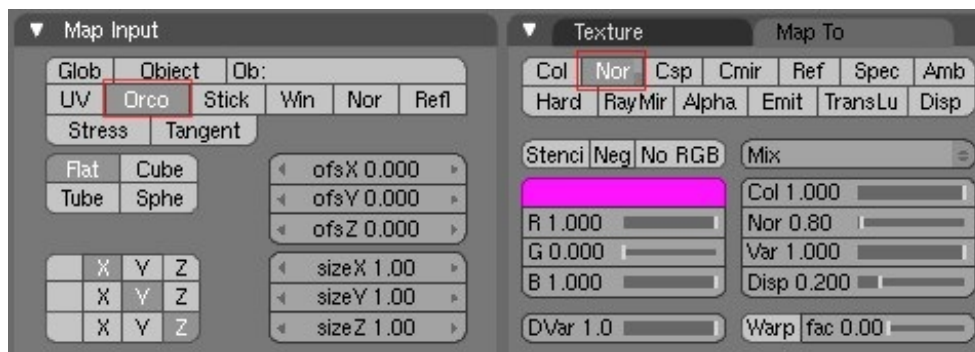 Map Input
Glob Object Ob:
UV Orco Stick Win Nor Refl
Stress Tangent
Flat Cube
Tube Sphe
ofsX 0.000
ofsY 0.000
ofsZ 0.000
X Y Z
X Y Z
X Y Z
sizeX 1.00
sizeY 1.00
sizeZ 1.00
Texture Map To
Col Nor Csp Cmir Ref Spec Amb
Hard RayMir Alpha Emit TransLu Disp
Stenci Neg No RGB
Mix
R 1.000
G 0.000
B 1.000
DVar 1.0
Col 1.000
Nor 0.80
Var 1.000
Disp 0.200
Warp fac 0.00